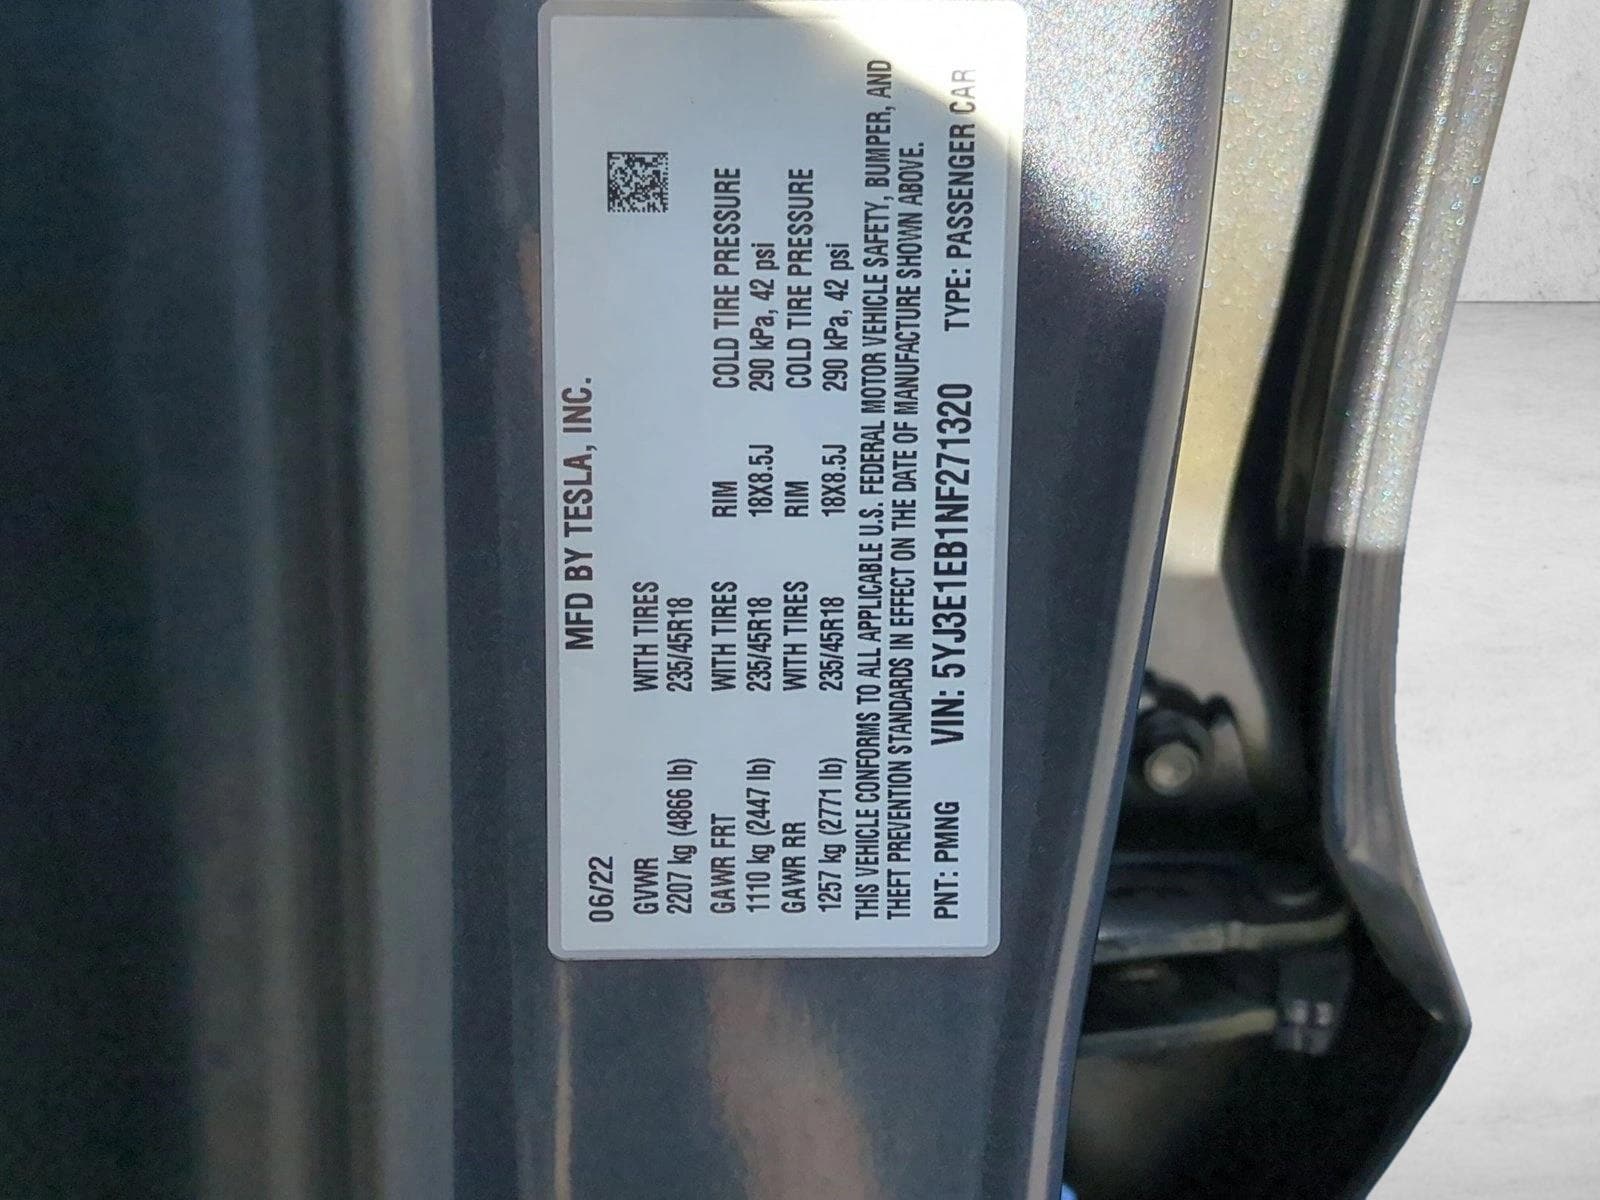 MFD BY TESLA, INC.
06/22
GVWR WITH TIRES
2207 kg (4866 lb) 235/45R18
GAWR FRT WITH TIRES RIM COLD TIRE PRESSURE
1110 kg (2447 lb) 235/45R18 18X8.5J 290 kPa, 42 psi
GAWR RR WITH TIRES RIM COLD TIRE PRESSURE
1257 kg (2771 lb) 235/45R18 18X8.5J 290 kPa, 42 psi
THIS VEHICLE CONFORMS TO ALL APPLICABLE U.S. FEDERAL MOTOR VEHICLE SAFETY, BUMPER, AND
THEFT PREVENTION STANDARDS IN EFFECT ON THE DATE OF MANUFACTURE SHOWN ABOVE.
PNT: PMNG VIN: 5YJ3E1EB1NF271320 TYPE: PASSENGER CAR